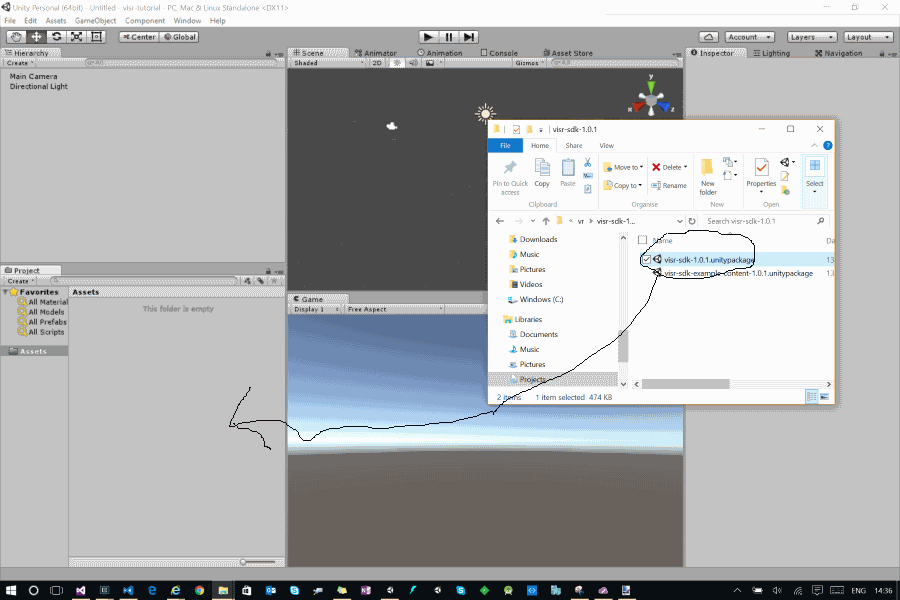 Unity Personal (64bit) - Untitled - visr-tutorial - PC, Mac & Linux Standalone <DX11>
File Edit Assets GameObject Component Window Help
Center Global Account Layers Layout
Hierarchy Scene Animator Animation Console Asset Store Inspector Lighting Navigation
Create All Shaded 2D Gizmos All
Main Camera
Directional Light
y
x z
visr-sdk-1.0.1
File Home Share View
Pin to Quick access
Copy
Paste
Move to
Copy to
Delete
Rename
New folder
Properties
Select
Clipboard Organise New Open
« vr › visr-sdk-1... Search visr-sdk-1.0.1
Name Da
Downloads
Music
Pictures
Videos
Windows (C:)
Libraries
Documents
Music
Pictures
Projects
visr-sdk-1.0.1.unitypackage 13
visr-sdk-example-content-1.0.1.unitypackage 13
2 items 1 item selected 474 KB
Project
Create
Favorites
All Material
All Models
All Prefabs
All Scripts
Assets
Assets
This folder is empty
Game
Display 1 Free Aspect
ENG 14:36